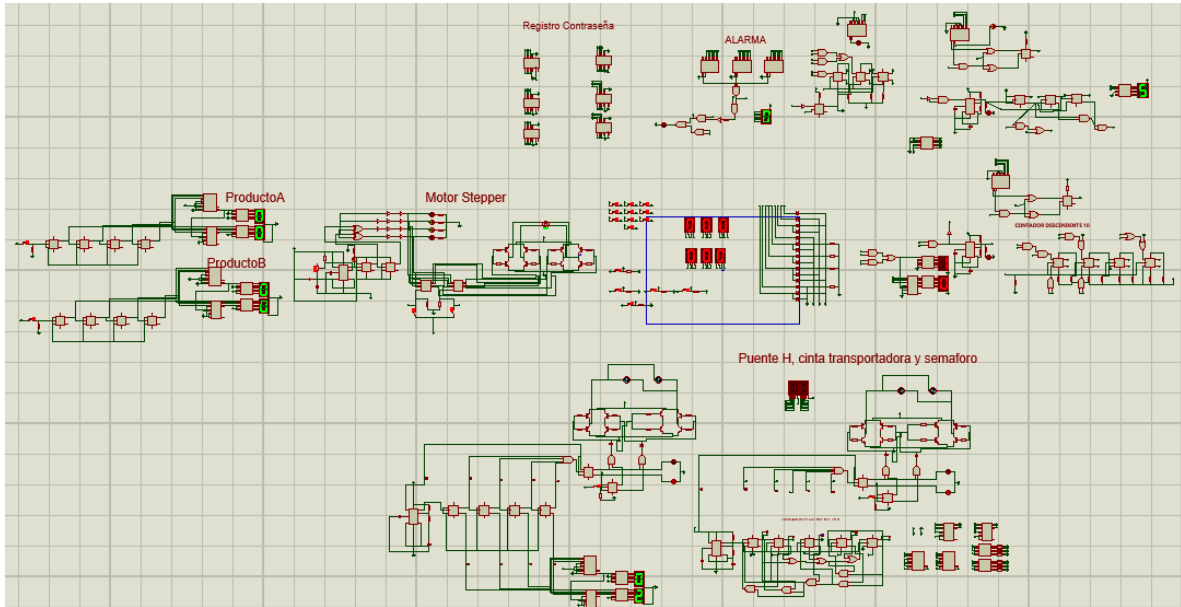 Registro Contraseña
ALARMA
ProductoA
Motor Stepper
CONTADOR DESCENDENTE 10
ProductoB
Puente H, cinta transportadora y semaforo